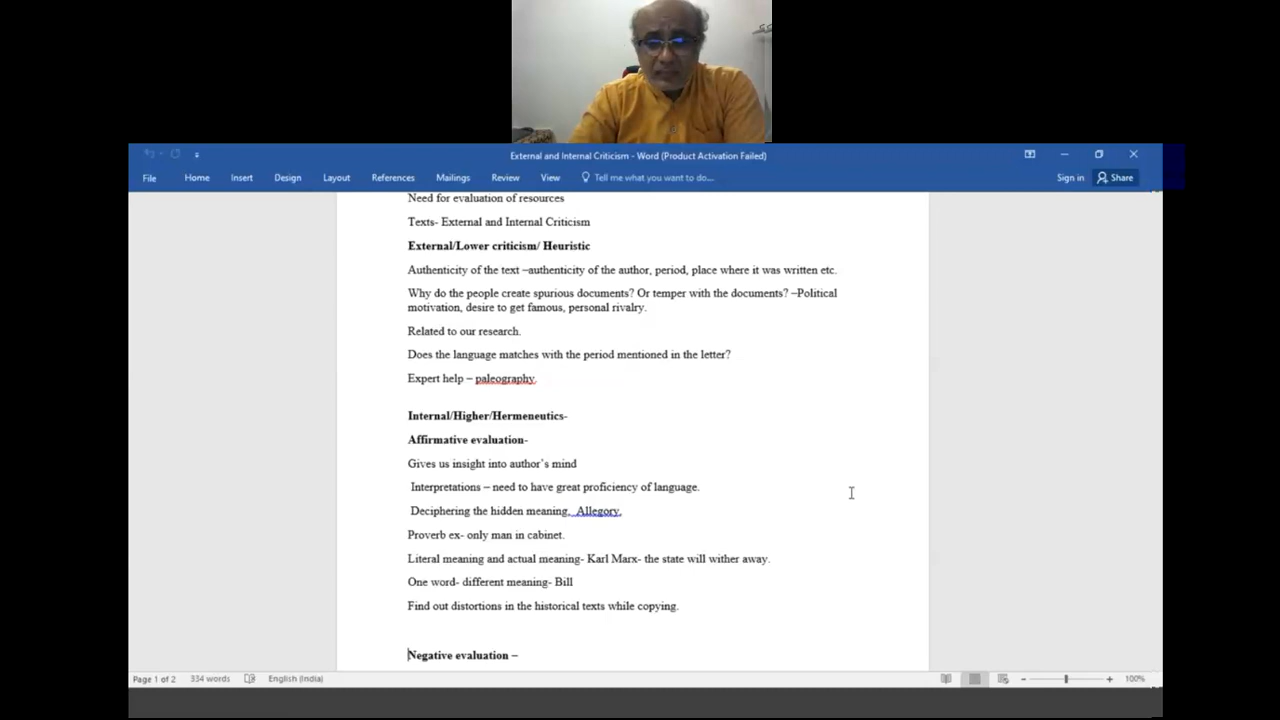 External and Internal Criticism - Word (Product Activation Failed)
File Home Insert Design Layout References Mailings Review View Tell me what you want to do... Sign in Share
Need for evaluation of resources
Texts- External and Internal Criticism
External/Lower criticism/ Heuristic
Authenticity of the text –authenticity of the author, period, place where it was written etc.
Why do the people create spurious documents? Or temper with the documents? –Political
motivation, desire to get famous, personal rivalry.
Related to our research.
Does the language matches with the period mentioned in the letter?
Expert help – paleography.
Internal/Higher/Hermeneutics-
Affirmative evaluation-
Gives us insight into author`s mind
Interpretations – need to have great proficiency of language.
Deciphering the hidden meaning, Allegory,
Proverb ex- only man in cabinet.
Literal meaning and actual meaning- Karl Marx- the state will wither away.
One word- different meaning- Bill
Find out distortions in the historical texts while copying.
Negative evaluation –
Page 1 of 2 334 words English (India) 100%